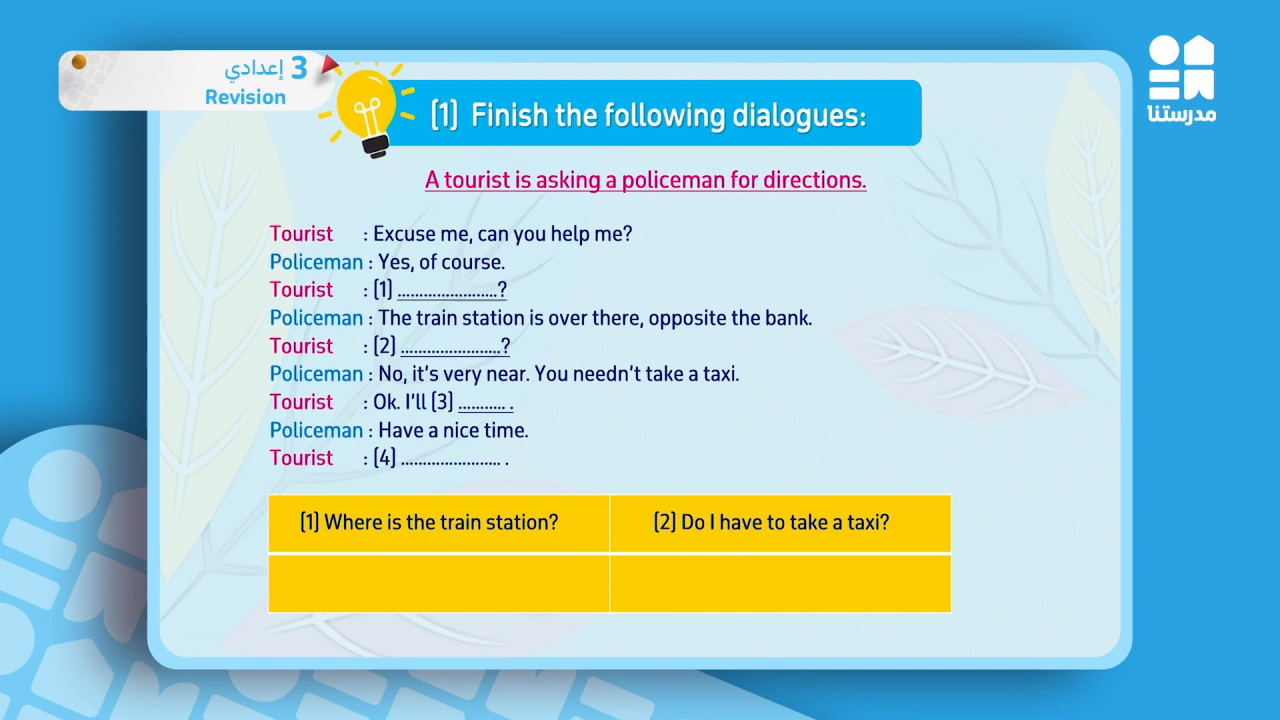 3 إعدادي
Revision
مدرستنا
(1) Finish the following dialogues:
A tourist is asking a policeman for directions.
Tourist : Excuse me, can you help me?
Policeman : Yes, of course.
Tourist : (1) ......................?
Policeman : The train station is over there, opposite the bank.
Tourist : (2) ......................?
Policeman : No, it's very near. You needn't take a taxi.
Tourist : Ok. I'll (3) ........... .
Policeman : Have a nice time.
Tourist : (4) ...................... .
(1) Where is the train station?
(2) Do I have to take a taxi?